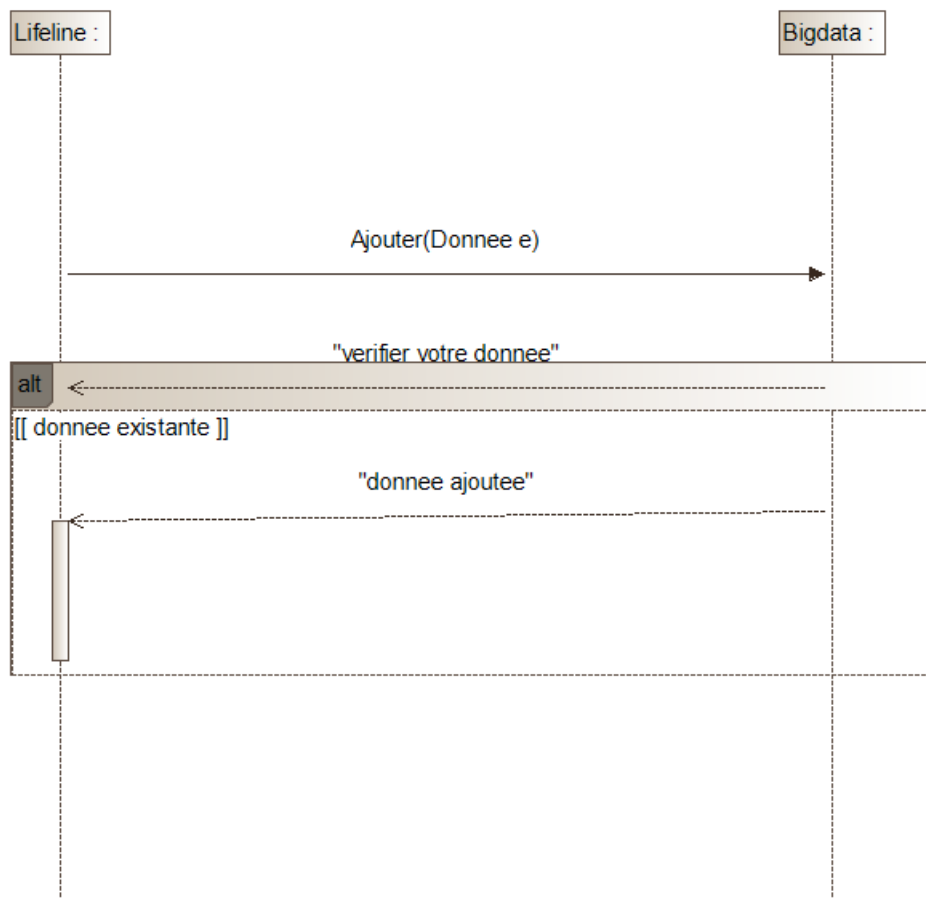 Lifeline :
Bigdata :
Ajouter(Donnee e)
"verifier votre donnee"
alt
[[ donnee existante ]]
"donnee ajoutee"